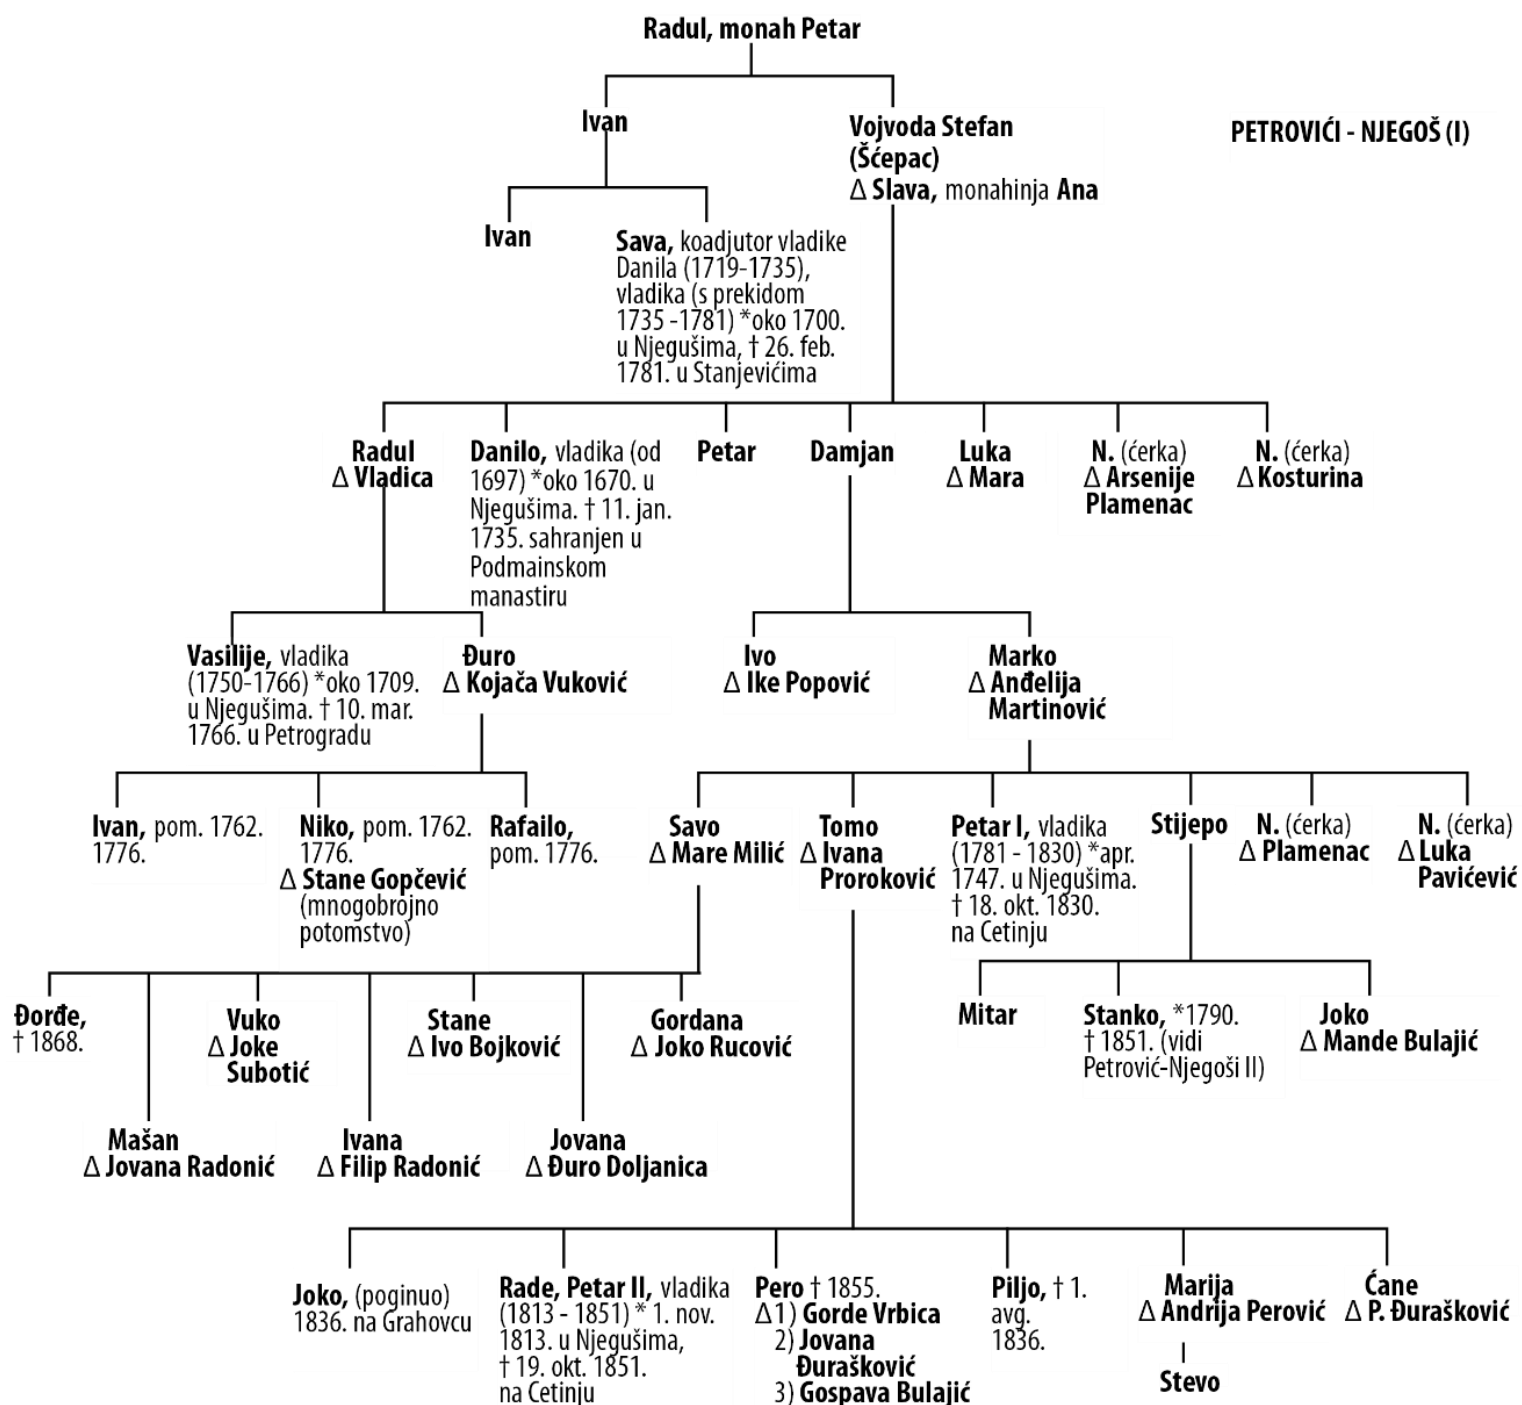 Radul, monah Petar
Ivan
Vojvoda Stefan
(Šćepac)
Δ Slava, monahinja Ana
PETROVIĆI - NJEGOŠ (I)
Ivan
Sava, koadjutor vladike
Danila (1719-1735),
vladika (s prekidom
1735 -1781) *oko 1700.
u Njegušima, † 26. feb.
1781. u Stanjevićima
Radul
Δ Vladica
Danilo, vladika (od
1697) *oko 1670. u
Njegušima. † 11. jan.
1735. sahranjen u
Podmainskom
manastiru
Petar
Damjan
Luka
Δ Mara
N. (ćerka)
Δ Arsenije
Plamenac
N. (ćerka)
Δ Kosturina
Vasilije, vladika
(1750-1766) *oko 1709.
u Njegušima. † 10. mar.
1766. u Petrogradu
Đuro
Δ Kojača Vuković
Ivo
Δ Ike Popović
Marko
Δ Anđelija
Martinović
Ivan, pom. 1762.
1776.
Niko, pom. 1762.
1776.
Δ Stane Gopčević
(mnogobrojno
potomstvo)
Rafailo,
pom. 1776.
Savo
Δ Mare Milić
Tomo
Δ Ivana
Proroković
Petar I, vladika
(1781 - 1830) *apr.
1747. u Njegušima.
† 18. okt. 1830.
na Cetinju
Stijepo
N. (ćerka)
Δ Plamenac
N. (ćerka)
Δ Luka
Pavićević
Đorđe,
† 1868.
Vuko
Δ Joke
Subotić
Stane
Δ Ivo Bojković
Gordana
Δ Joko Rucović
Mitar
Stanko, *1790.
† 1851. (vidi
Petrović-Njegoši II)
Joko
Δ Mande Bulajić
Mašan
Δ Jovana Radonić
Ivana
Δ Filip Radonić
Jovana
Δ Đuro Doljanica
Joko, (poginuo)
1836. na Grahovcu
Rade, Petar II, vladika
(1813 - 1851) * 1. nov.
1813. u Njegušima,
† 19. okt. 1851.
na Cetinju
Pero † 1855.
Δ1) Gorde Vrbica
2) Jovana
Đurašković
3) Gospava Bulajić
Piljo, † 1.
avg.
1836.
Marija
Δ Andrija Perović
Stevo
Ćane
Δ P. Đurašković